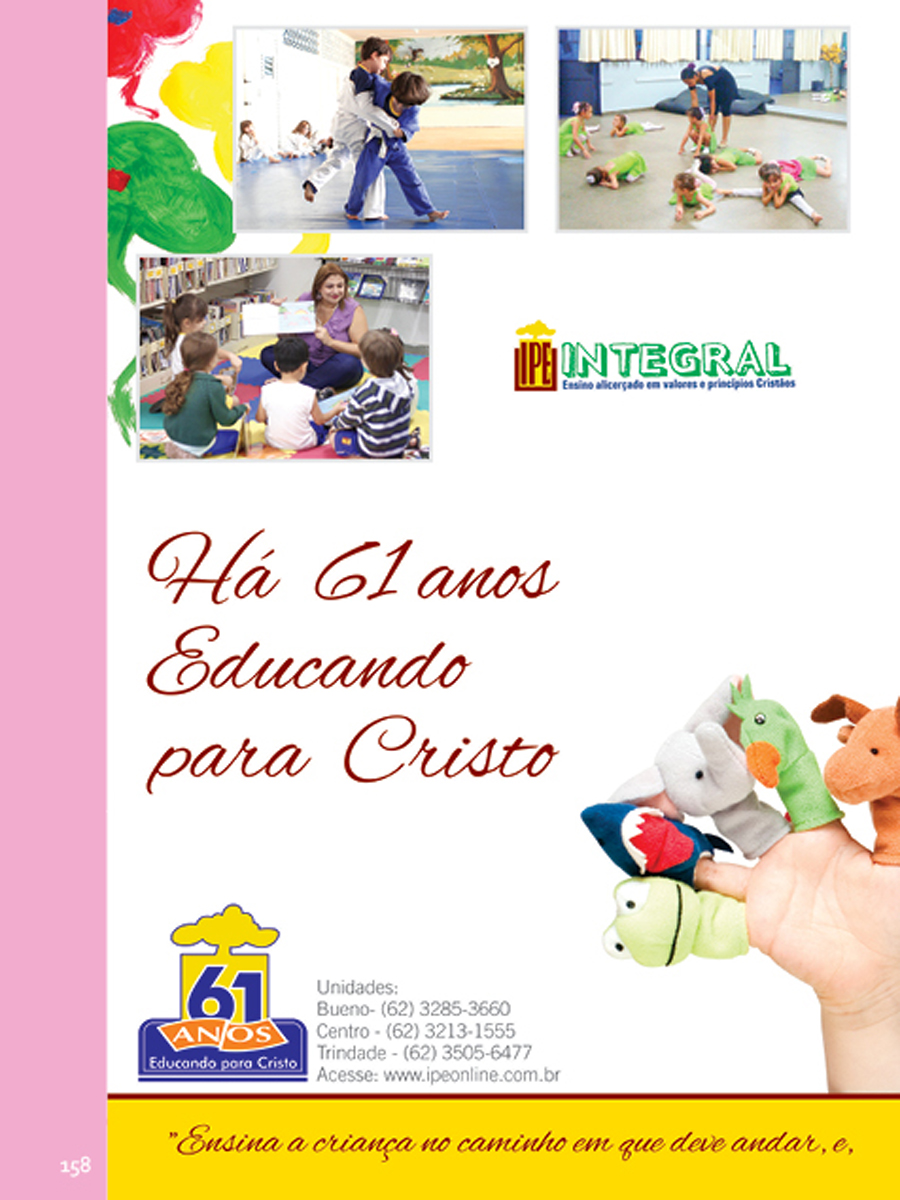 IPE INTEGRAL
Ensino alicerçado em valores e princípios Cristãos
Há 61 anos
Educando
para Cristo
61
ANOS
Educando para Cristo
Unidades:
Bueno- (62) 3285-3660
Centro - (62) 3213-1555
Trindade - (62) 3505-6477
Acesse: www.ipeonline.com.br
"Ensina a criança no caminho em que deve andar, e,
158